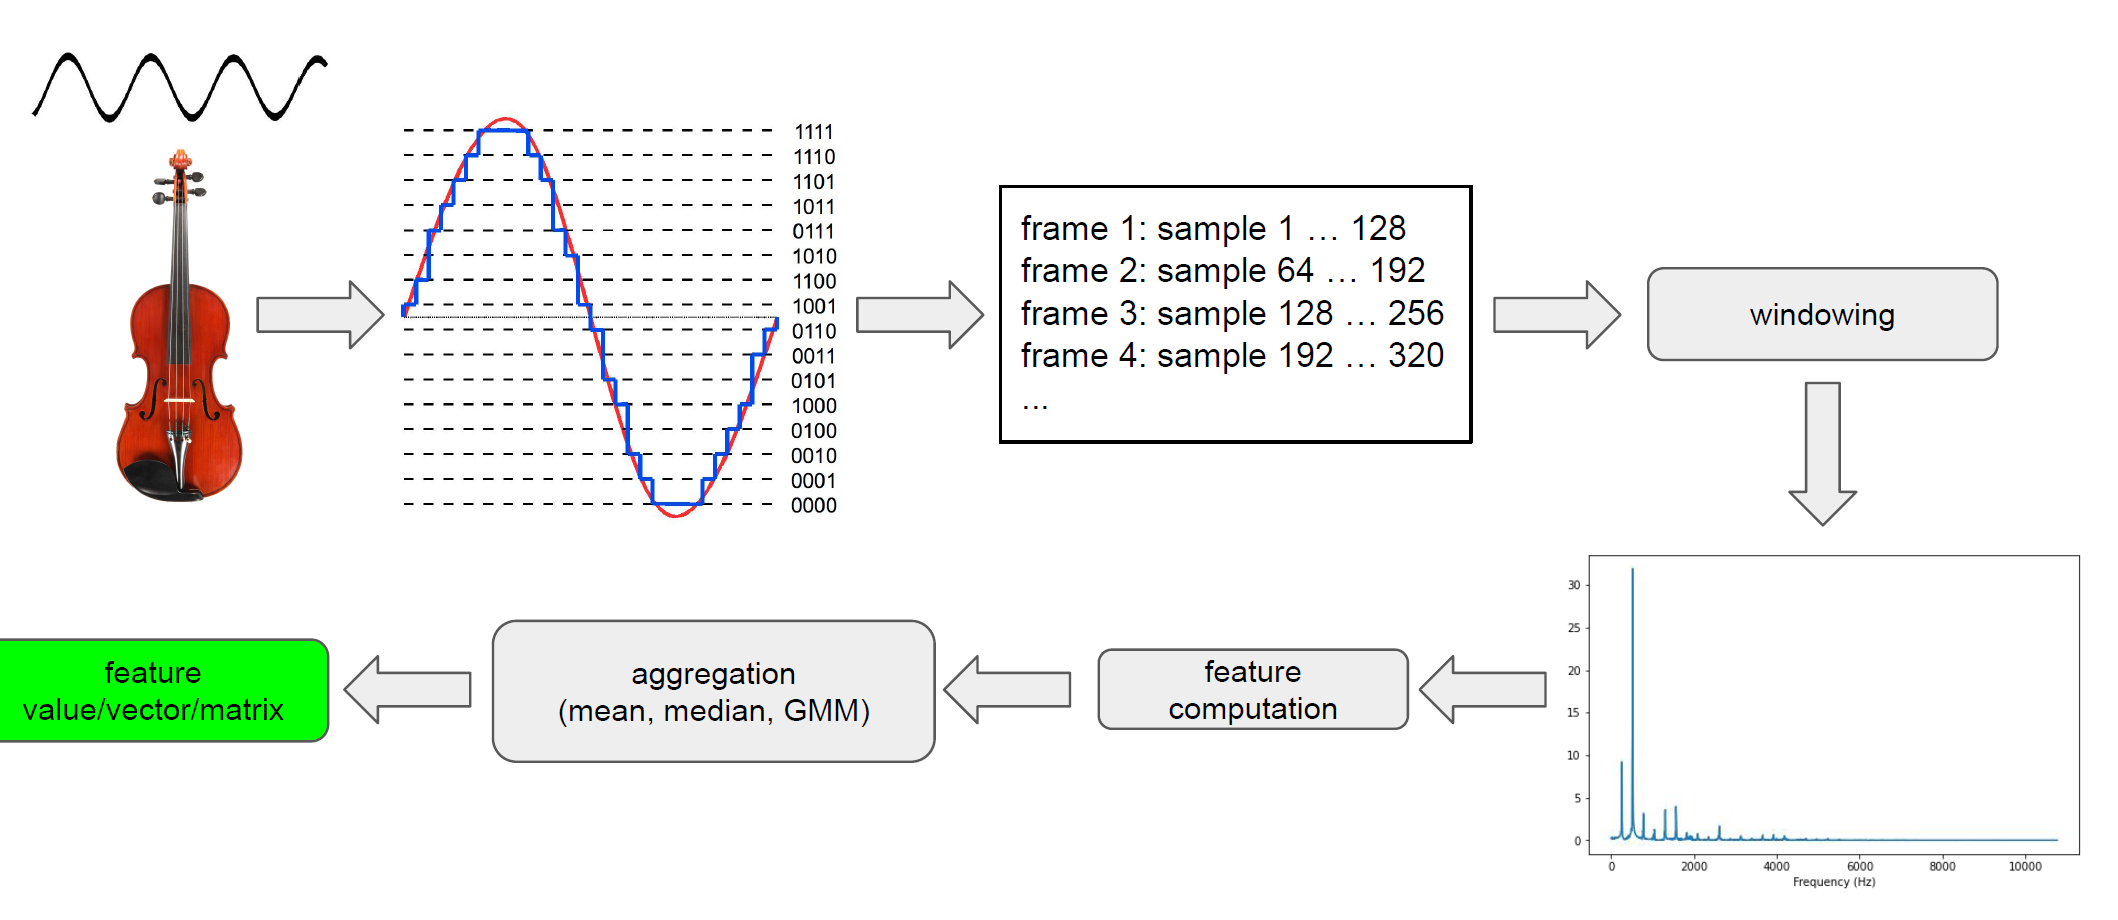 1111
1110
1101
1011
0111
1010
1100
1001
0110
0011
0101
1000
0100
0010
0001
0000
frame 1: sample 1 … 128
frame 2: sample 64 … 192
frame 3: sample 128 … 256
frame 4: sample 192 … 320
...
windowing
30
25
20
15
10
5
0
0 2000 4000 6000 8000 10000
Frequency (Hz)
feature
computation
aggregation
(mean, median, GMM)
feature
value/vector/matrix